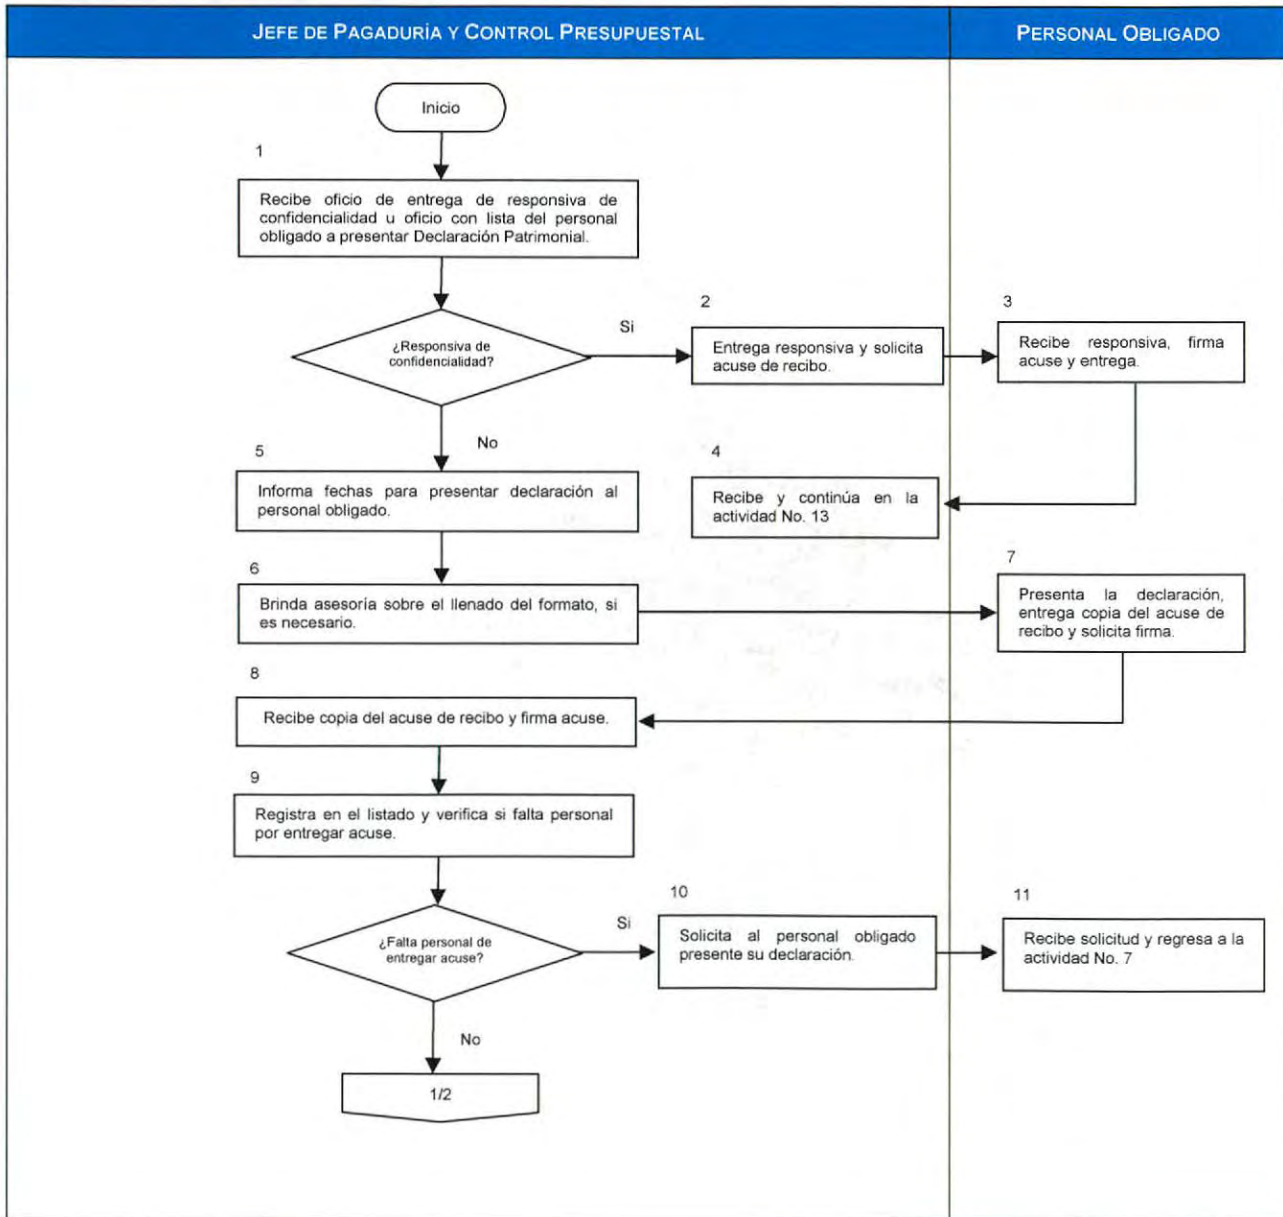 JEFE DE PAGADURÍA Y CONTROL PRESUPUESTAL
PERSONAL OBLIGADO
Inicio
1
Recibe oficio de entrega de responsiva de
confidencialidad u oficio con lista del personal
obligado a presentar Declaración Patrimonial.
¿Responsiva de
confidencialidad?
Si
2
Entrega responsiva y solicita
acuse de recibo.
3
Recibe responsiva, firma
acuse y entrega.
No
4
Recibe y continúa en la
actividad No. 13
5
Informa fechas para presentar declaración al
personal obligado.
6
Brinda asesoría sobre el llenado del formato, si
es necesario.
7
Presenta la declaración,
entrega copia del acuse de
recibo y solicita firma.
8
Recibe copia del acuse de recibo y firma acuse.
9
Registra en el listado y verifica si falta personal
por entregar acuse.
¿Falta personal de
entregar acuse?
Si
10
Solicita al personal obligado
presente su declaración.
11
Recibe solicitud y regresa a la
actividad No. 7
No
1/2